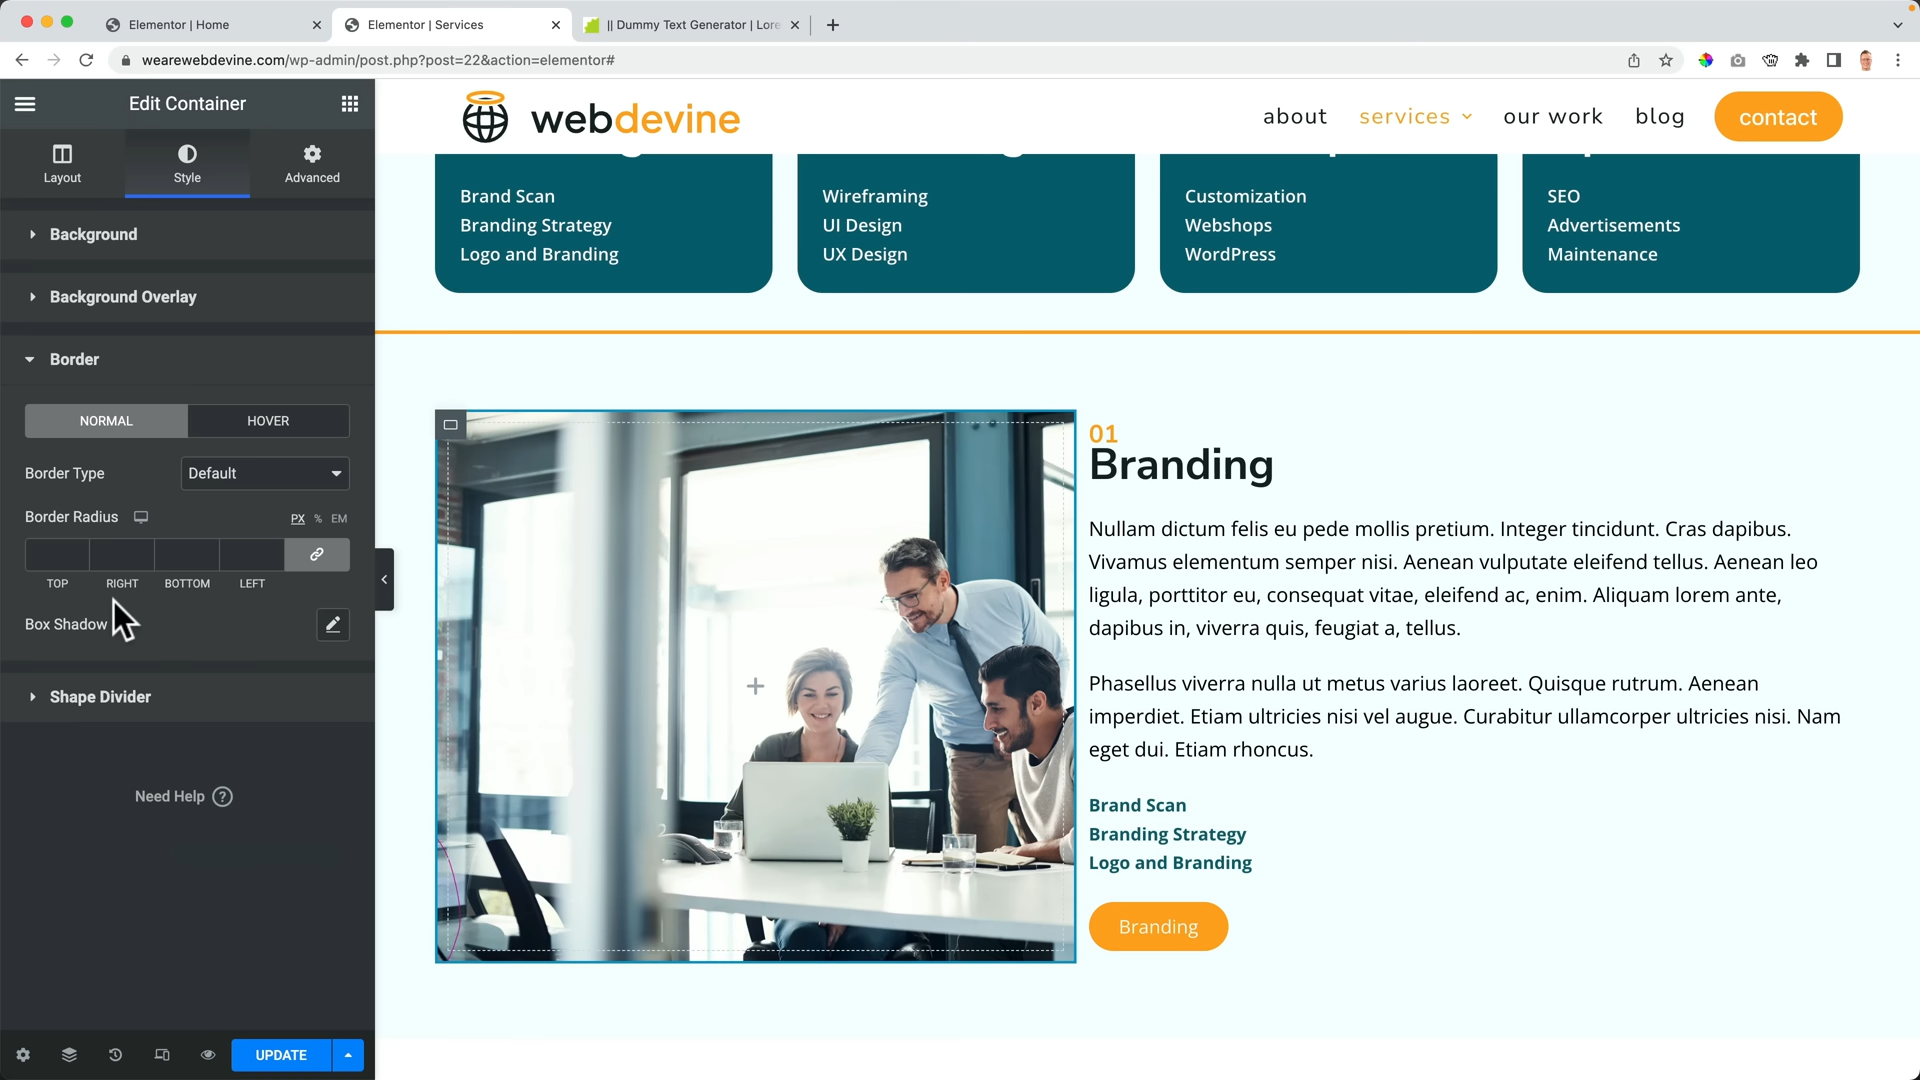 Elementor | Home
Elementor | Services
|| Dummy Text Generator | Lore
wearewebdevine.com/wp-admin/post.php?post=22&action=elementor#
Edit Container
Layout
Style
Advanced
Background
Background Overlay
Border
NORMAL
HOVER
Border Type
Default
Border Radius
PX % EM
TOP
RIGHT
BOTTOM
LEFT
Box Shadow
Shape Divider
Need Help ?
UPDATE
webdevine
about
services
our work
blog
contact
Brand Scan
Branding Strategy
Logo and Branding
Wireframing
UI Design
UX Design
Customization
Webshops
WordPress
SEO
Advertisements
Maintenance
01
Branding
Nullam dictum felis eu pede mollis pretium. Integer tincidunt. Cras dapibus.
Vivamus elementum semper nisi. Aenean vulputate eleifend tellus. Aenean leo
ligula, porttitor eu, consequat vitae, eleifend ac, enim. Aliquam lorem ante,
dapibus in, viverra quis, feugiat a, tellus.
Phasellus viverra nulla ut metus varius laoreet. Quisque rutrum. Aenean
imperdiet. Etiam ultricies nisi vel augue. Curabitur ullamcorper ultricies nisi. Nam
eget dui. Etiam rhoncus.
Brand Scan
Branding Strategy
Logo and Branding
Branding